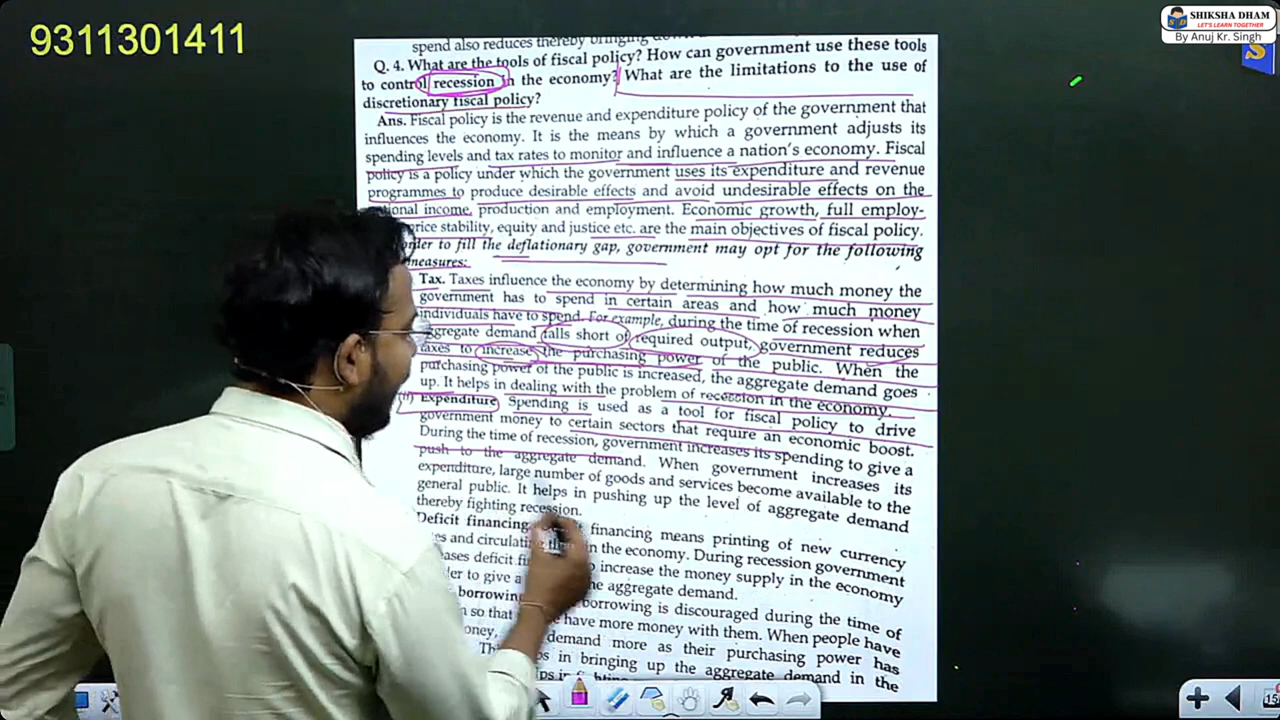 9311301411
SHIKSHA DHAM
LET'S LEARN TOGETHER
By Anuj Kr. Singh
S
spend also reduces thereby bringing down
Q. 4. What are the tools of fiscal policy? How can government use these tools
to control recession in the economy? What are the limitations to the use of
discretionary fiscal policy?
Ans. Fiscal policy is the revenue and expenditure policy of the government that
influences the economy. It is the means by which a government adjusts its
spending levels and tax rates to monitor and influence a nation's economy. Fiscal
policy is a policy under which the government uses its expenditure and revenue
programmes to produce desirable effects and avoid undesirable effects on the
income, production and employment. Economic growth, full employ-
price stability, equity and justice etc. are the main objectives of fiscal policy.
order to fill the deflationary gap, government may opt for the following
measures:
Tax. Taxes influence the economy by determining how much money the
government has to spend in certain areas and how much money
individuals have to spend. For example, during the time of recession when
aggregate demand falls short of required output, government reduces
taxes to increase the purchasing power of the public. When the
purchasing power of the public is increased, the aggregate demand goes
up. It helps in dealing with the problem of recession in the economy.
(ii) Expenditure Spending is used as a tool for fiscal policy to drive
government money to certain sectors that require an economic boost.
During the time of recession, government increases its spending to give a
push to the aggregate demand. When government increases its
expenditure, large number of goods and services become available to the
general public. It helps in pushing up the level of aggregate demand
thereby fighting recession.
Deficit financing. financing means printing of new currency
and circulating in the economy. During recession government
deficit to increase the money supply in the economy
to give a the aggregate demand.
borrowing borrowing is discouraged during the time of
so that have more money with them. When people have
demand more as their purchasing power has
in bringing up the aggregate demand in the
15